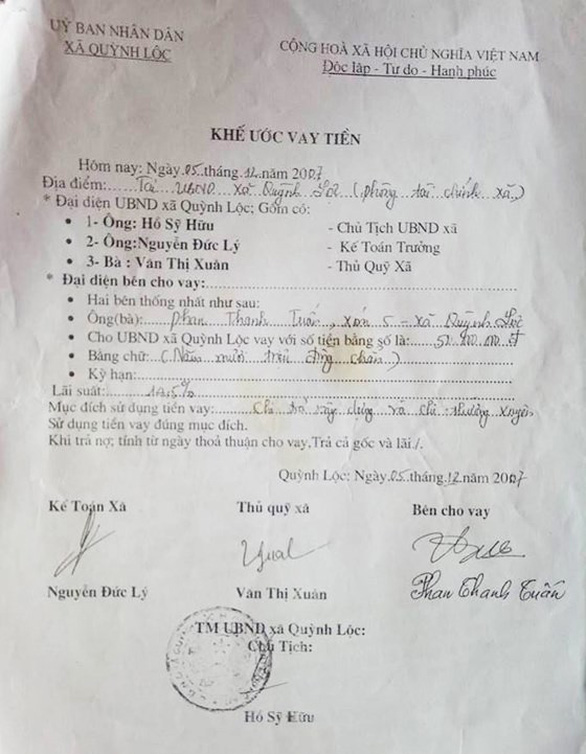 UỶ BAN NHÂN DÂN
XÃ QUỲNH LỘC
CỘNG HOÀ XÃ HỘI CHỦ NGHĨA VIỆT NAM
Độc lập - Tư do - Hạnh phúc
KHẾ ƯỚC VAY TIỀN
Hôm nay: Ngày.05.tháng.12.năm 2007
Địa điểm:....Tại UBND xã Quỳnh Lộc (phòng tài chính xã.)
* Đại diện UBND xã Quỳnh Lộc; Gồm có:
• 1- Ông: Hồ Sỹ Hữu - Chủ Tịch UBND xã
• 2- Ông:Nguyễn Đức Lý - Kế Toán Trưởng
• 3- Bà : Văn Thị Xuân - Thủ Quỹ Xã
* Đại diện bên cho vay:
• Hai bên thống nhất như sau:
• Ông(bà):....Phan Thanh Tuấn, xóm 5 - xã Quỳnh Lộc
• Cho UBND xã Quỳnh Lộc vay với số tiền bằng số là:
• Bằng chữ:...(Năm mươi triệu đồng chẵn)
• Kỳ hạn:
Lãi suất:
Mục đích sử dụng tiền vay:....Chi trả xây dựng và chi thường xuyên
Sử dụng tiền vay đúng mục đích.
Khi trả nợ; tính từ ngày thoả thuận cho vay,Trả cả gốc và lãi./.
Quỳnh Lộc; Ngày.05.tháng.12.năm 2007
Kế Toán Xã Thủ quỹ xã Bên cho vay
Nguyễn Đức Lý Văn Thị Xuân Phan Thanh Tuấn
TM UBND xã Quỳnh Lộc:
Chủ Tịch:
Hồ Sỹ Hữu